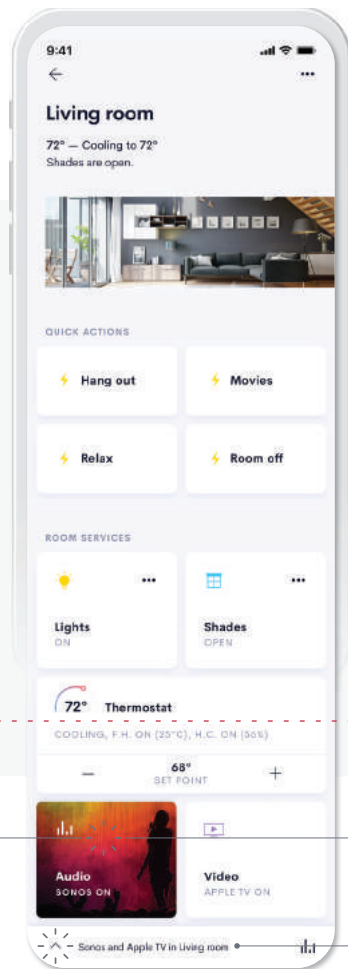 9:41
Living room
72° — Cooling to 72°
Shades are open.
QUICK ACTIONS
Hang out
Movies
Relax
Room off
ROOM SERVICES
Lights
ON
Shades
OPEN
72° Thermostat
COOLING, F.H. ON (25°C), H.C. ON (56%)
68°
SET POINT
Audio
SONOS ON
Video
APPLE TV ON
Sonos and Apple TV in Living room